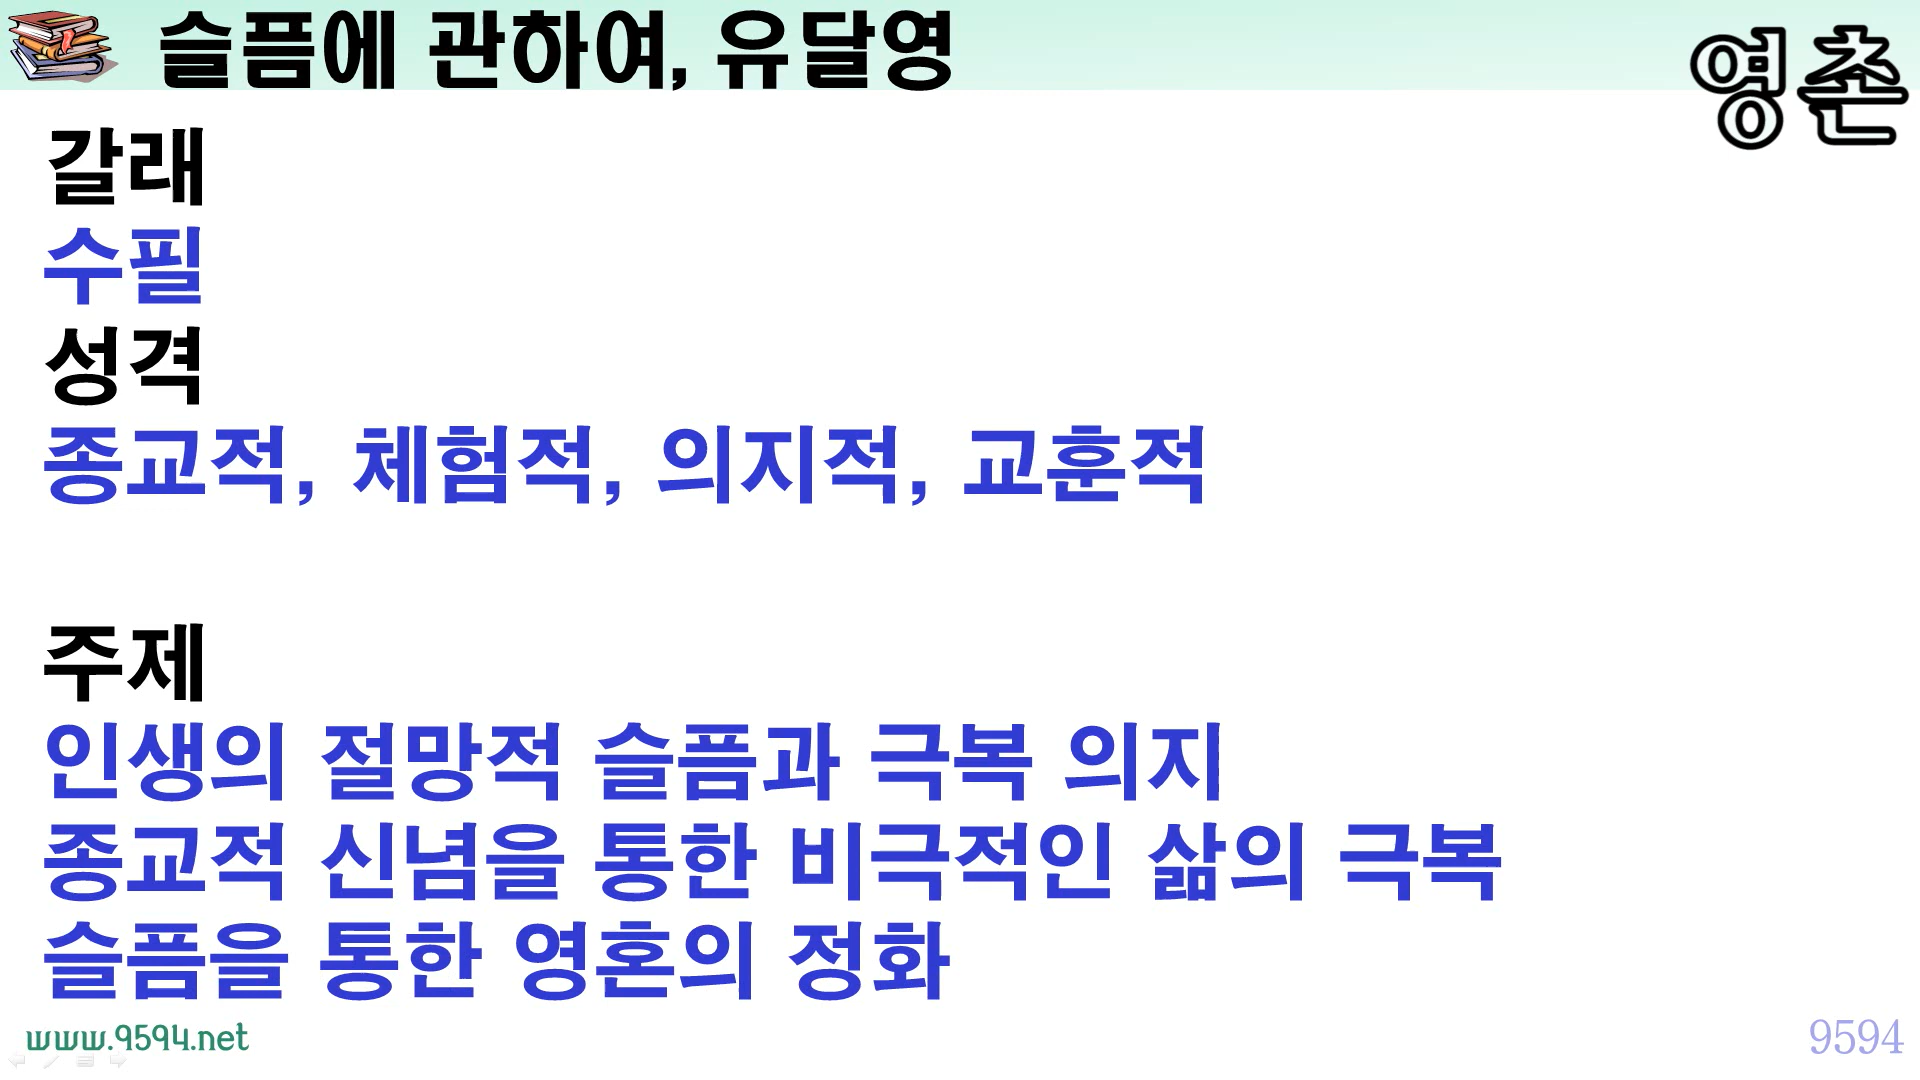 슬픔에 관하여, 유달영
영촌
갈래
수필
성격
종교적, 체험적, 의지적, 교훈적
주제
인생의 절망적 슬픔과 극복 의지
종교적 신념을 통한 비극적인 삶의 극복
슬픔을 통한 영혼의 정화
www.9594.net
9594